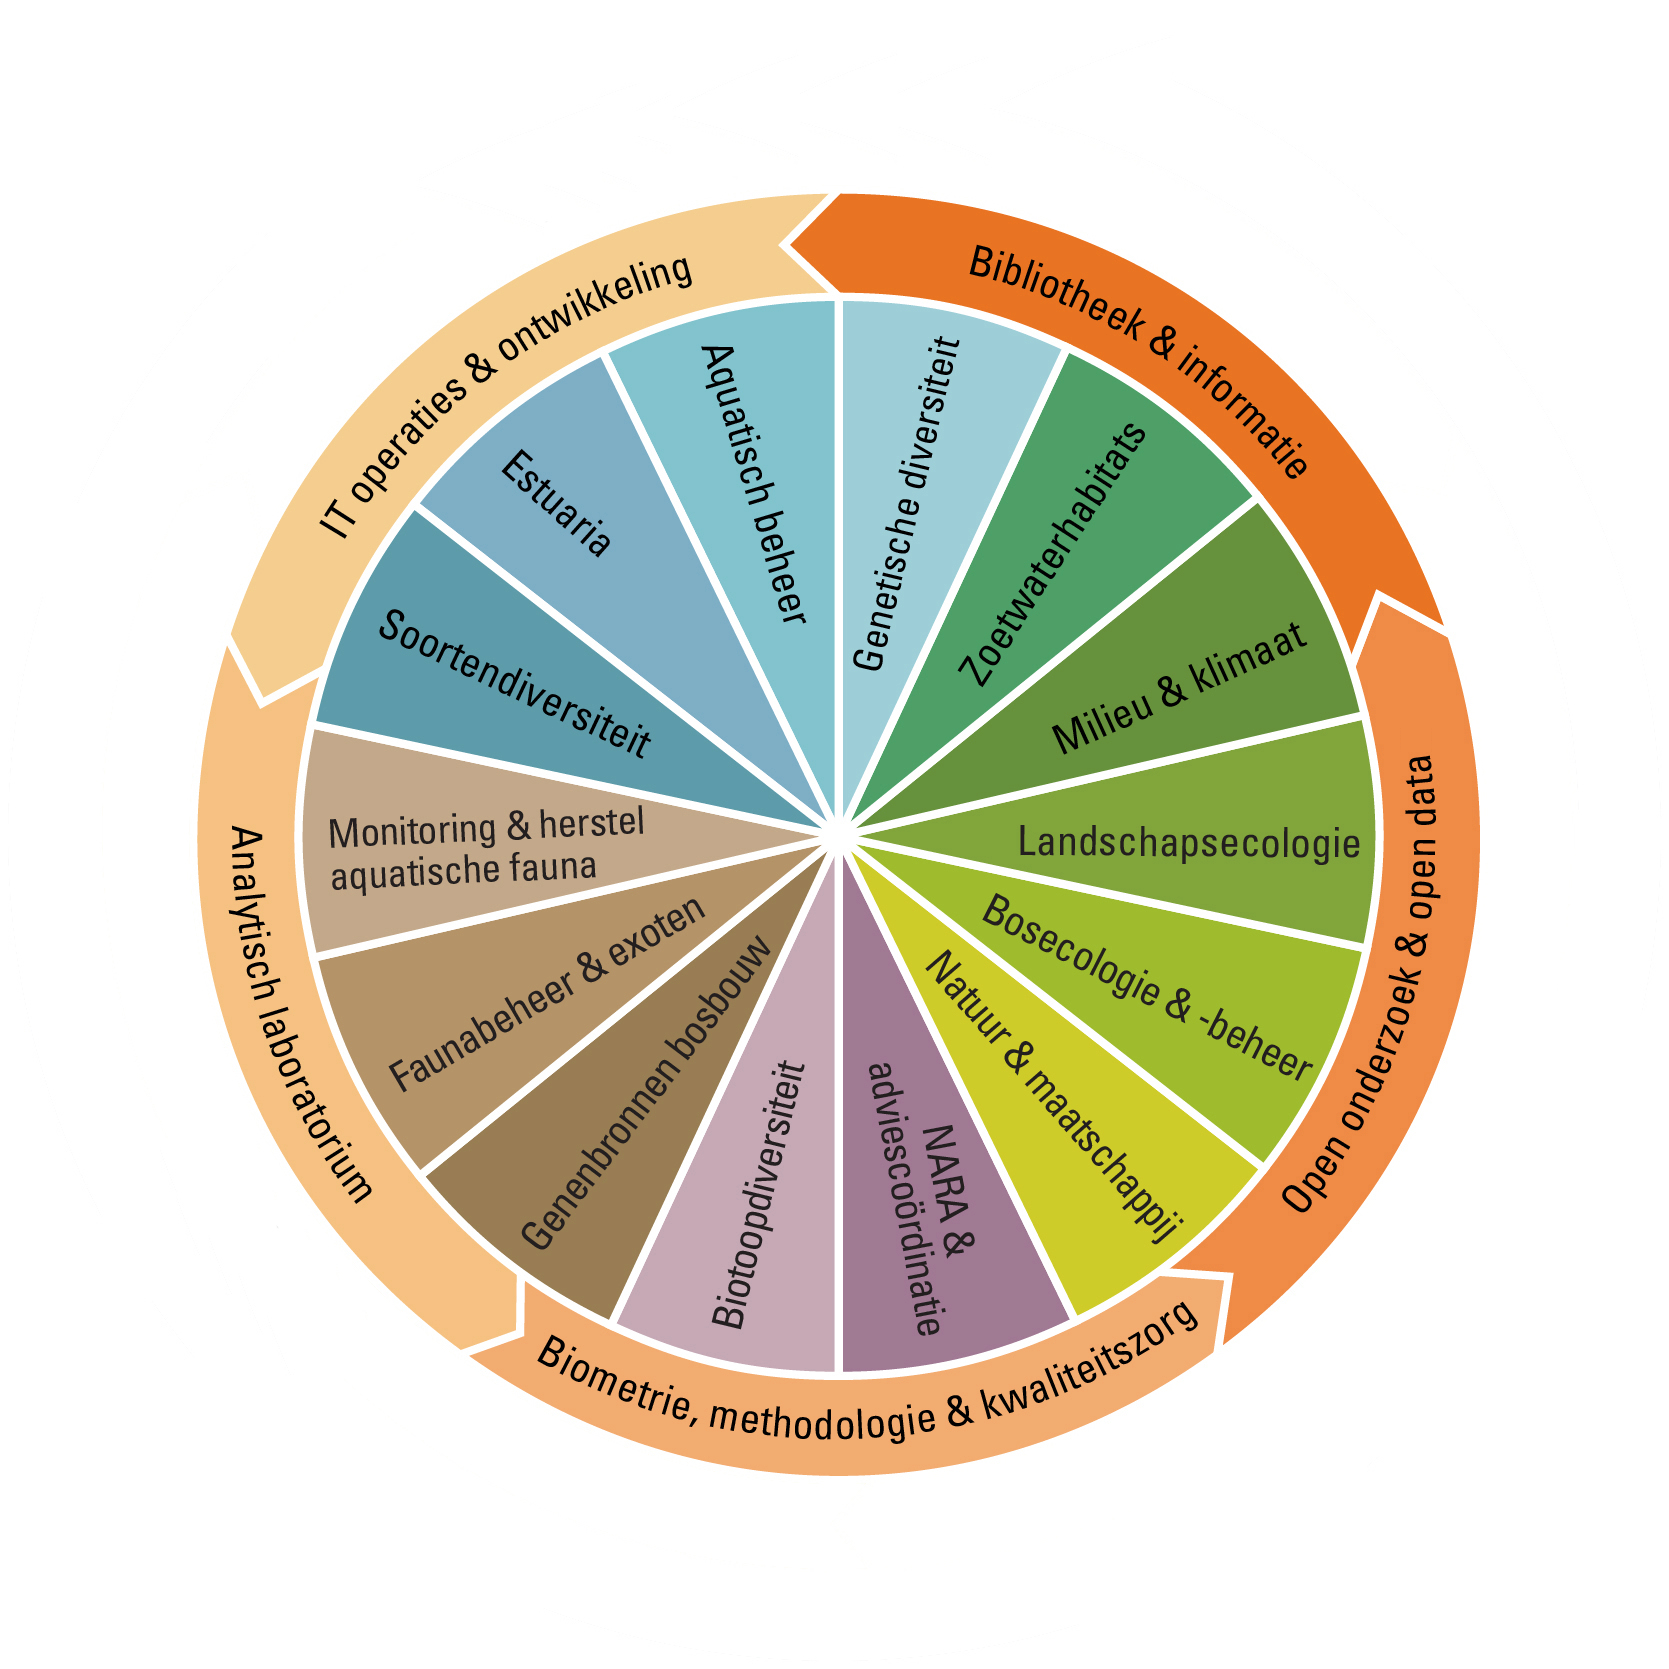 Bibliotheek & informatie
Open onderzoek & open data
Biometrie, methodologie & kwaliteitszorg
Analytisch laboratorium
IT operaties & ontwikkeling
Genetische diversiteit
Zoetwaterhabitats
Milieu & klimaat
Landschapsecologie
Bosecologie & -beheer
Natuur & maatschappij
NARA &
adviescoördinatie
Biotoopdiversiteit
Genenbronnen bosbouw
Faunabeheer & exoten
Monitoring & herstel
aquatische fauna
Soortendiversiteit
Estuaria
Aquatisch beheer